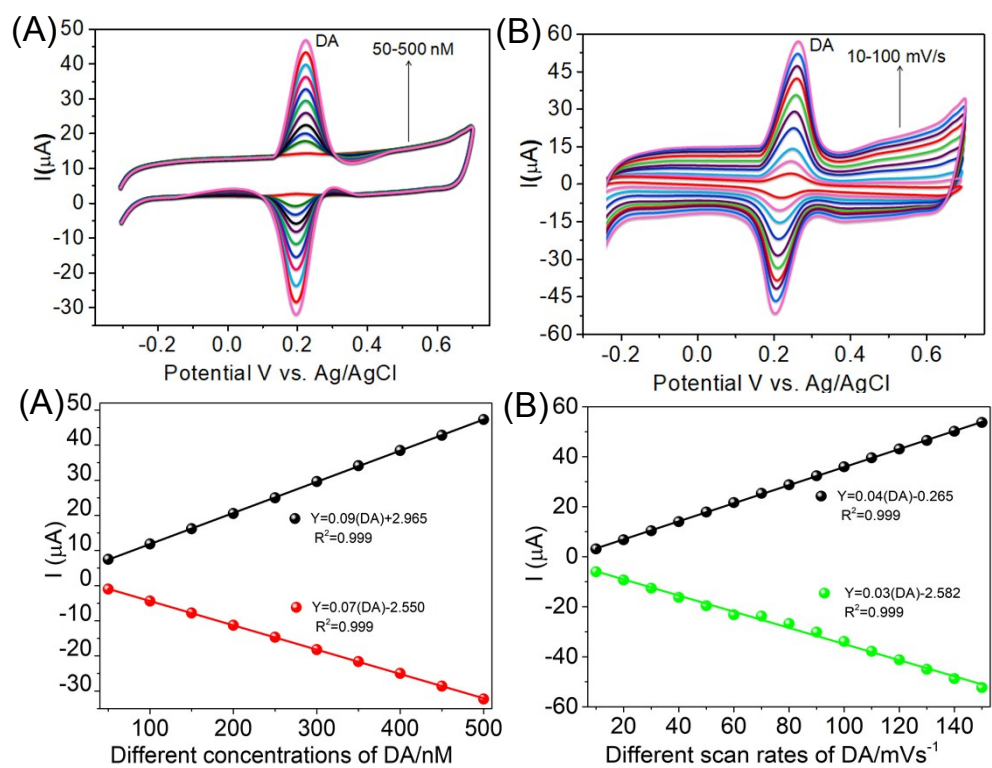 (A)
50
40
30
20
10
0
-10
-20
-30
I(μA)
DA
50-500 nM
-0.2
0.0
0.2
0.4
0.6
Potential V vs. Ag/AgCl
(B)
60
45
30
15
0
-15
-30
-45
-60
I(μA)
DA
10-100 mV/s
-0.2
0.0
0.2
0.4
0.6
Potential V vs. Ag/AgCl
(A)
50
40
30
20
10
0
-10
-20
-30
I (μA)
Y=0.09(DA)+2.965
R²=0.999
Y=0.07(DA)-2.550
R²=0.999
100
200
300
400
500
Different concentrations of DA/nM
(B)
60
40
20
0
-20
-40
-60
I (μA)
Y=0.04(DA)-0.265
R²=0.999
Y=0.03(DA)-2.582
R²=0.999
20
40
60
80
100
120
140
Different scan rates of DA/mVs⁻¹